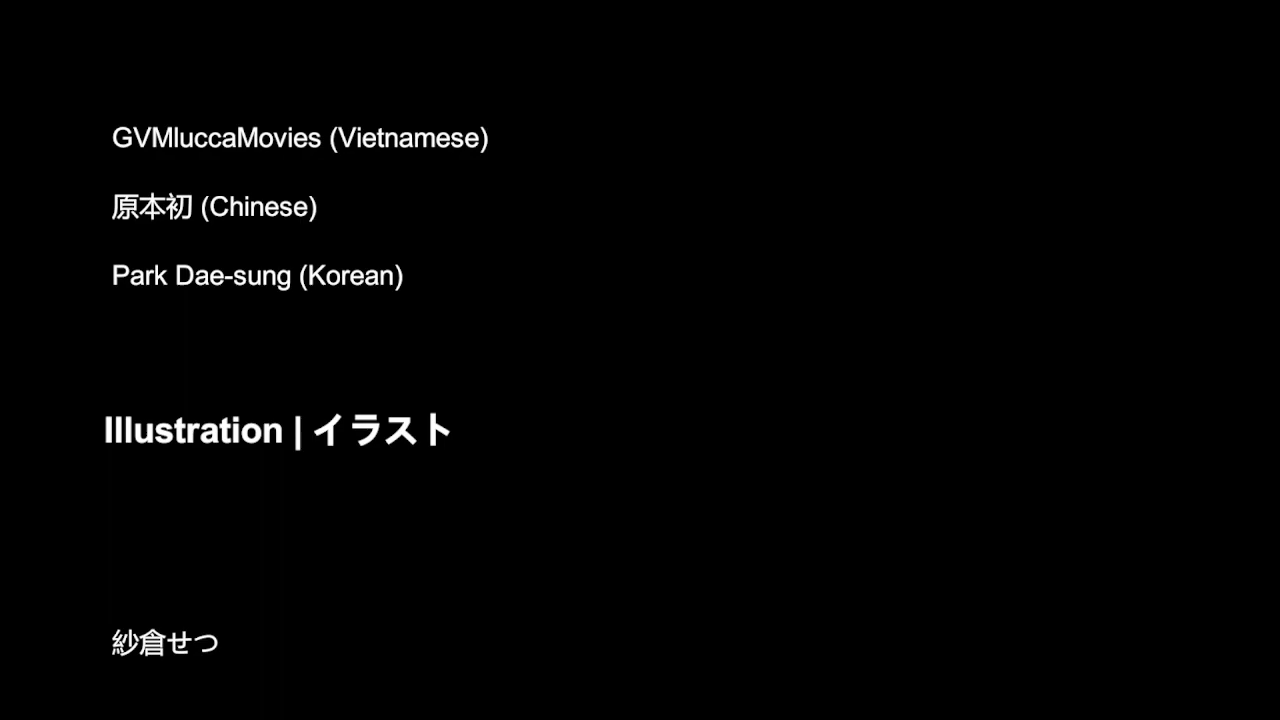 GVMluccaMovies (Vietnamese)
原本初 (Chinese)
Park Dae-sung (Korean)
Illustration | イラスト
紗倉せつ